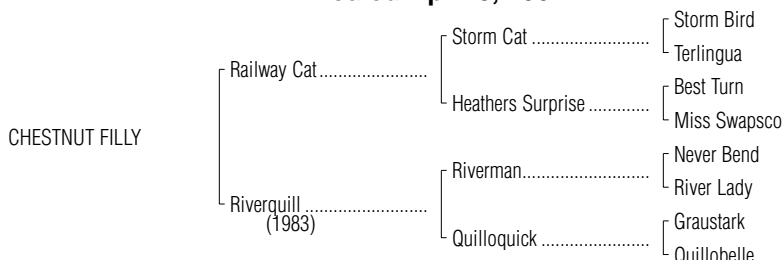 Storm Bird
Storm Cat
Terlingua
Railway Cat
Best Turn
Heathers Surprise
Miss Swapsco
CHESTNUT FILLY
Never Bend
Riverman
River Lady
Riverquill
(1983)
Graustark
Quilloquick
Quillobelle